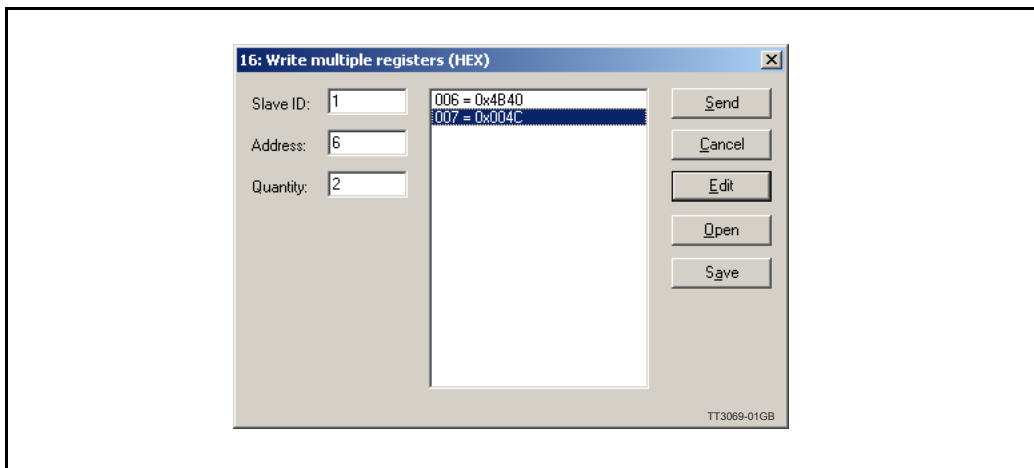 16: Write multiple registers (HEX)
Slave ID: 1
Address: 6
Quantity: 2
006 = 0x4B40
007 = 0x004C
Send
Cancel
Edit
Open
Save
TT3069-01GB